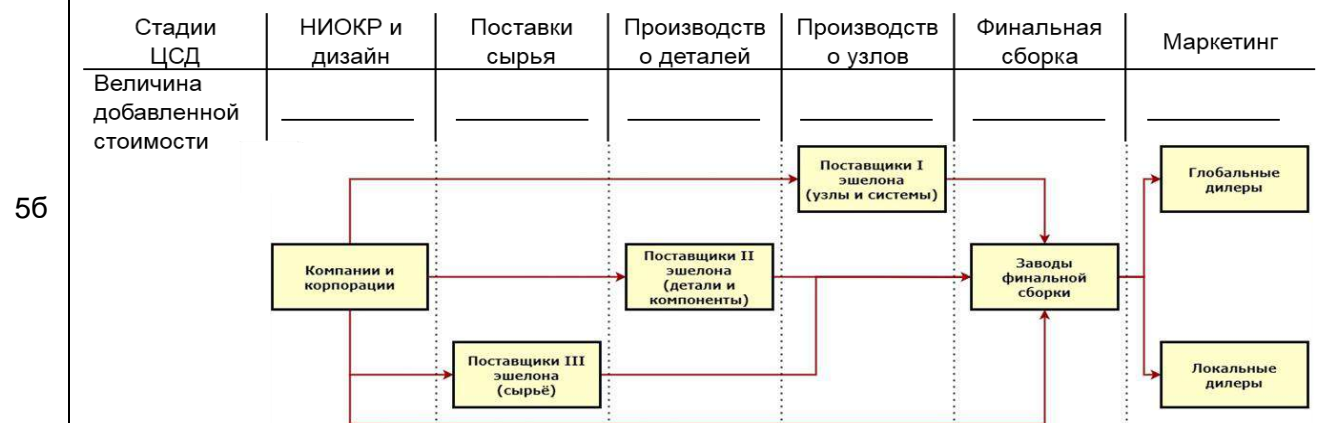 Стадии
ЦСД
НИОКР и
дизайн
Поставки
сырья
Производств
о деталей
Производств
о узлов
Финальная
сборка
Маркетинг
Величина
добавленной
стоимости
5б
Поставщики I
эшелона
(узлы и системы)
Глобальные
дилеры
Компании и
корпорации
Поставщики II
эшелона
(детали и
компоненты)
Заводы
финальной
сборки
Поставщики III
эшелона
(сырьё)
Локальные
дилеры